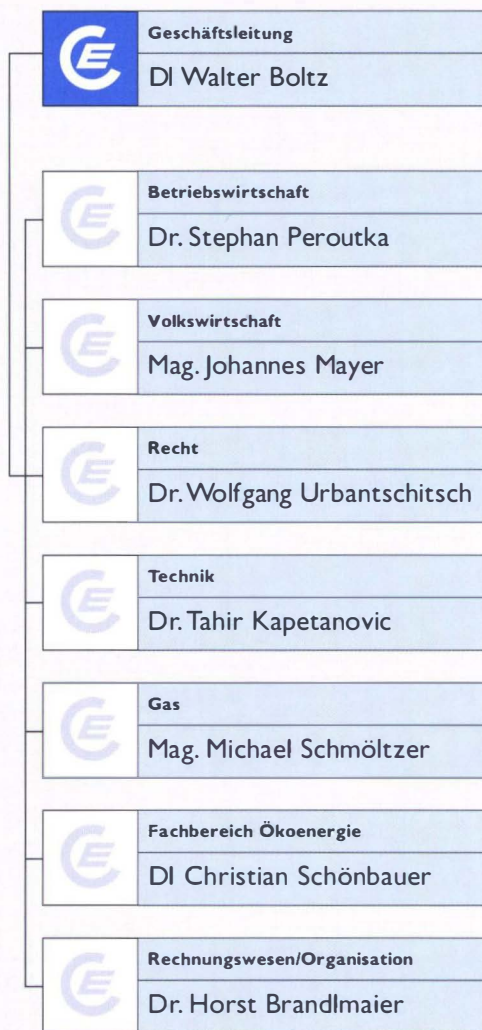 Geschäftsleitung
DI Walter Boltz
Betriebswirtschaft
Dr. Stephan Peroutka
Volkswirtschaft
Mag. Johannes Mayer
Recht
Dr. Wolfgang Urbantschitsch
Technik
Dr. Tahir Kapetanovic
Gas
Mag. Michael Schmöltzer
Fachbereich Ökoenergie
DI Christian Schönbauer
Rechnungswesen/Organisation
Dr. Horst Brandlmaier